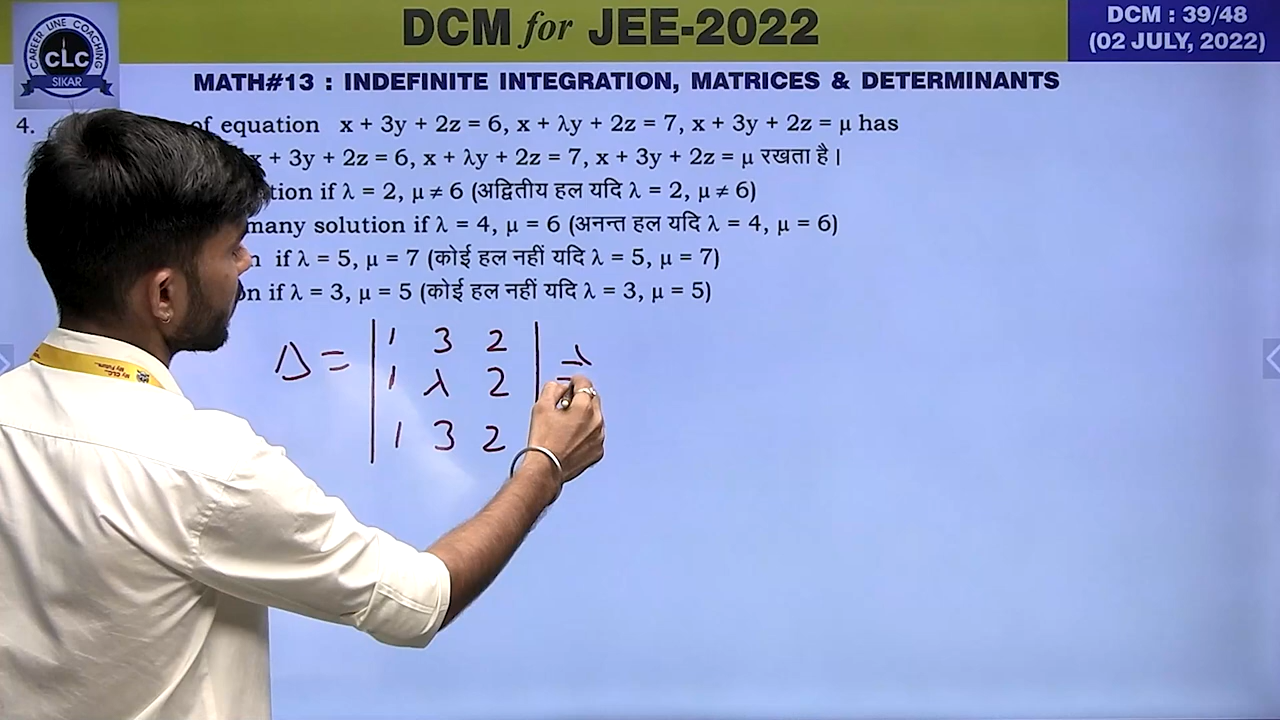 CAREER LINE COACHING
CLC
SIKAR
DCM for JEE-2022
DCM : 39/48
(02 JULY, 2022)
MATH#13 : INDEFINITE INTEGRATION, MATRICES & DETERMINANTS
4. of equation x + 3y + 2z = 6, x + λy + 2z = 7, x + 3y + 2z = μ has
x + 3y + 2z = 6, x + λy + 2z = 7, x + 3y + 2z = μ रखता है।
tion if λ = 2, μ ≠ 6 (अद्वितीय हल यदि λ = 2, μ ≠ 6)
many solution if λ = 4, μ = 6 (अनन्त हल यदि λ = 4, μ = 6)
n if λ = 5, μ = 7 (कोई हल नहीं यदि λ = 5, μ = 7)
on if λ = 3, μ = 5 (कोई हल नहीं यदि λ = 3, μ = 5)
Δ = | 1 3 2 |
1 λ 2
1 3 2